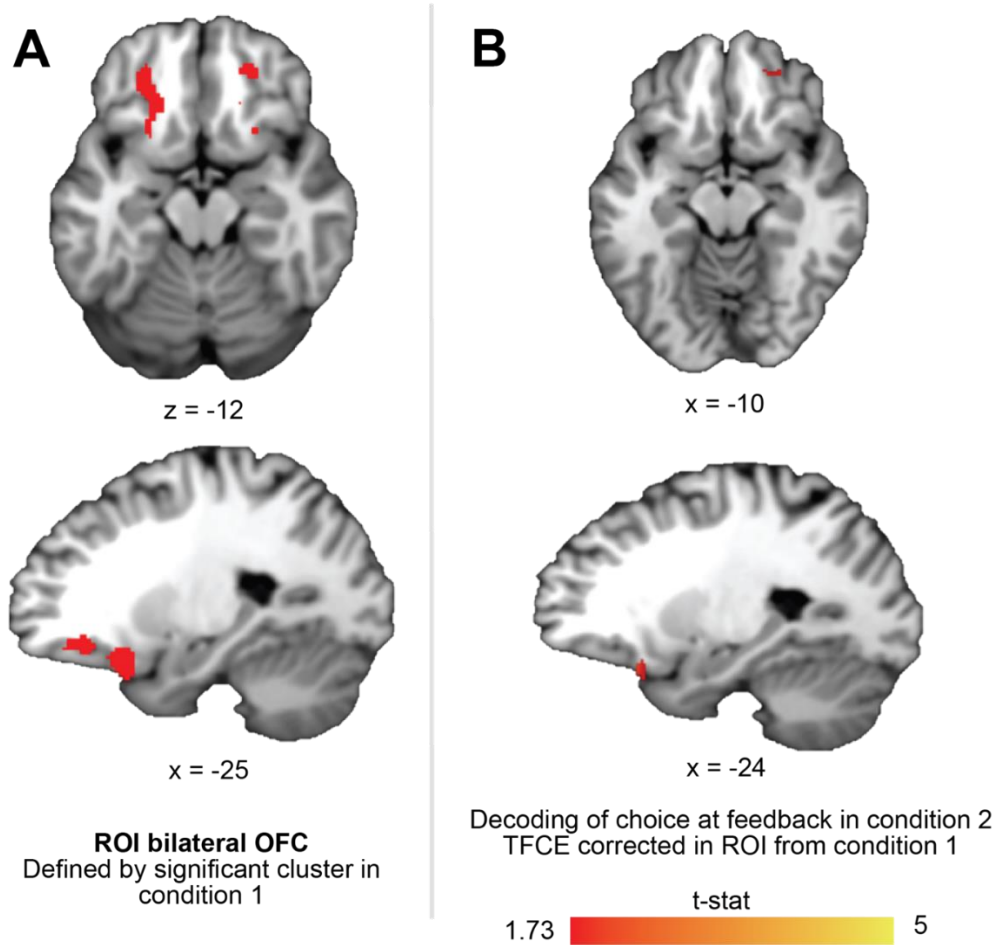 A
z = -12
x = -25
ROI bilateral OFC
Defined by significant cluster in
condition 1
B
x = -10
x = -24
Decoding of choice at feedback in condition 2
TFCE corrected in ROI from condition 1
t-stat
1.73
5